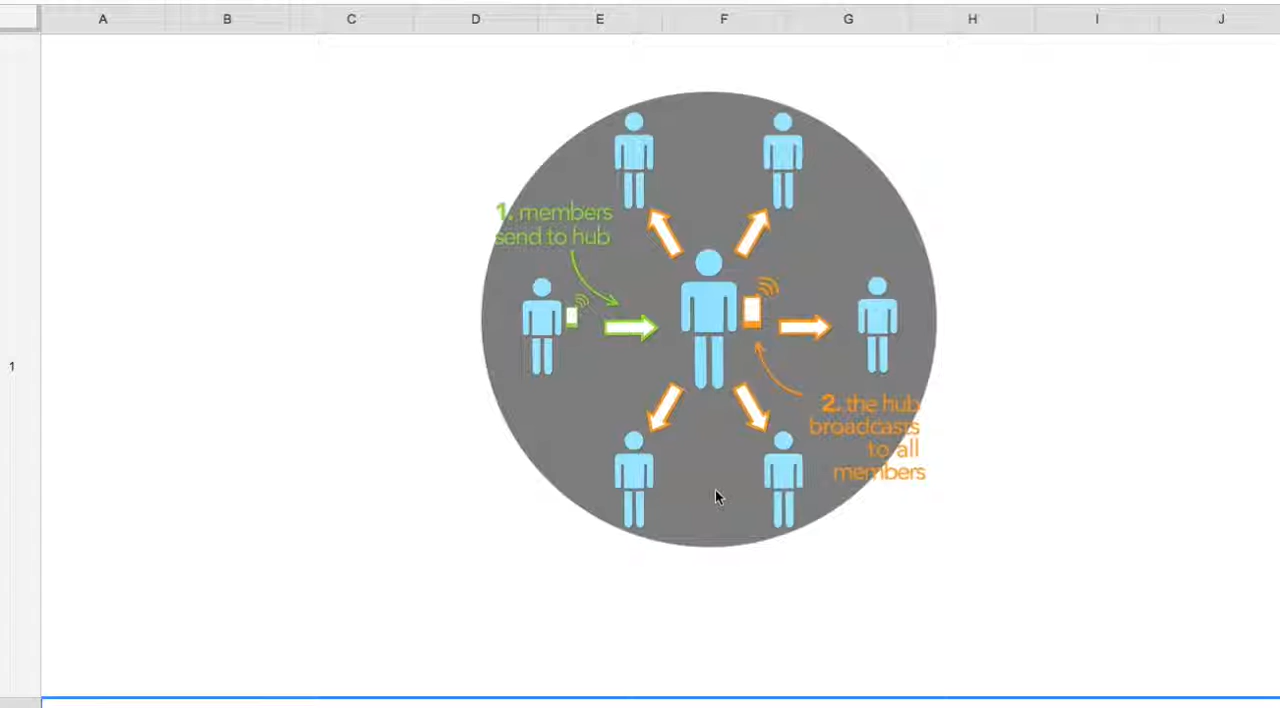 A B C D E F G H I J
1. members
send to hub
1
2. the hub
broadcasts
to all
members